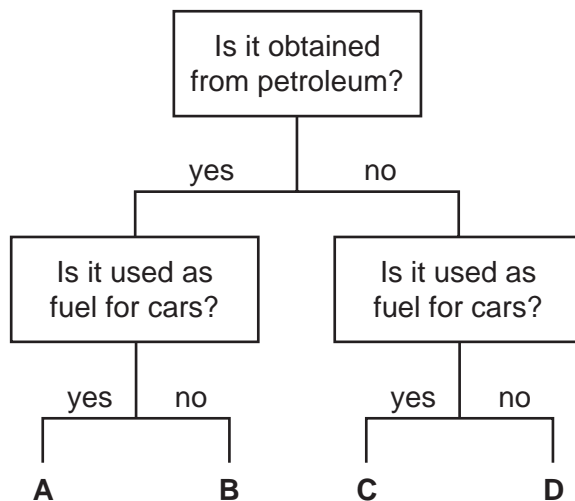 Is it obtained
from petroleum?
yes no
Is it used as
fuel for cars?
Is it used as
fuel for cars?
yes no
yes no
A B C D